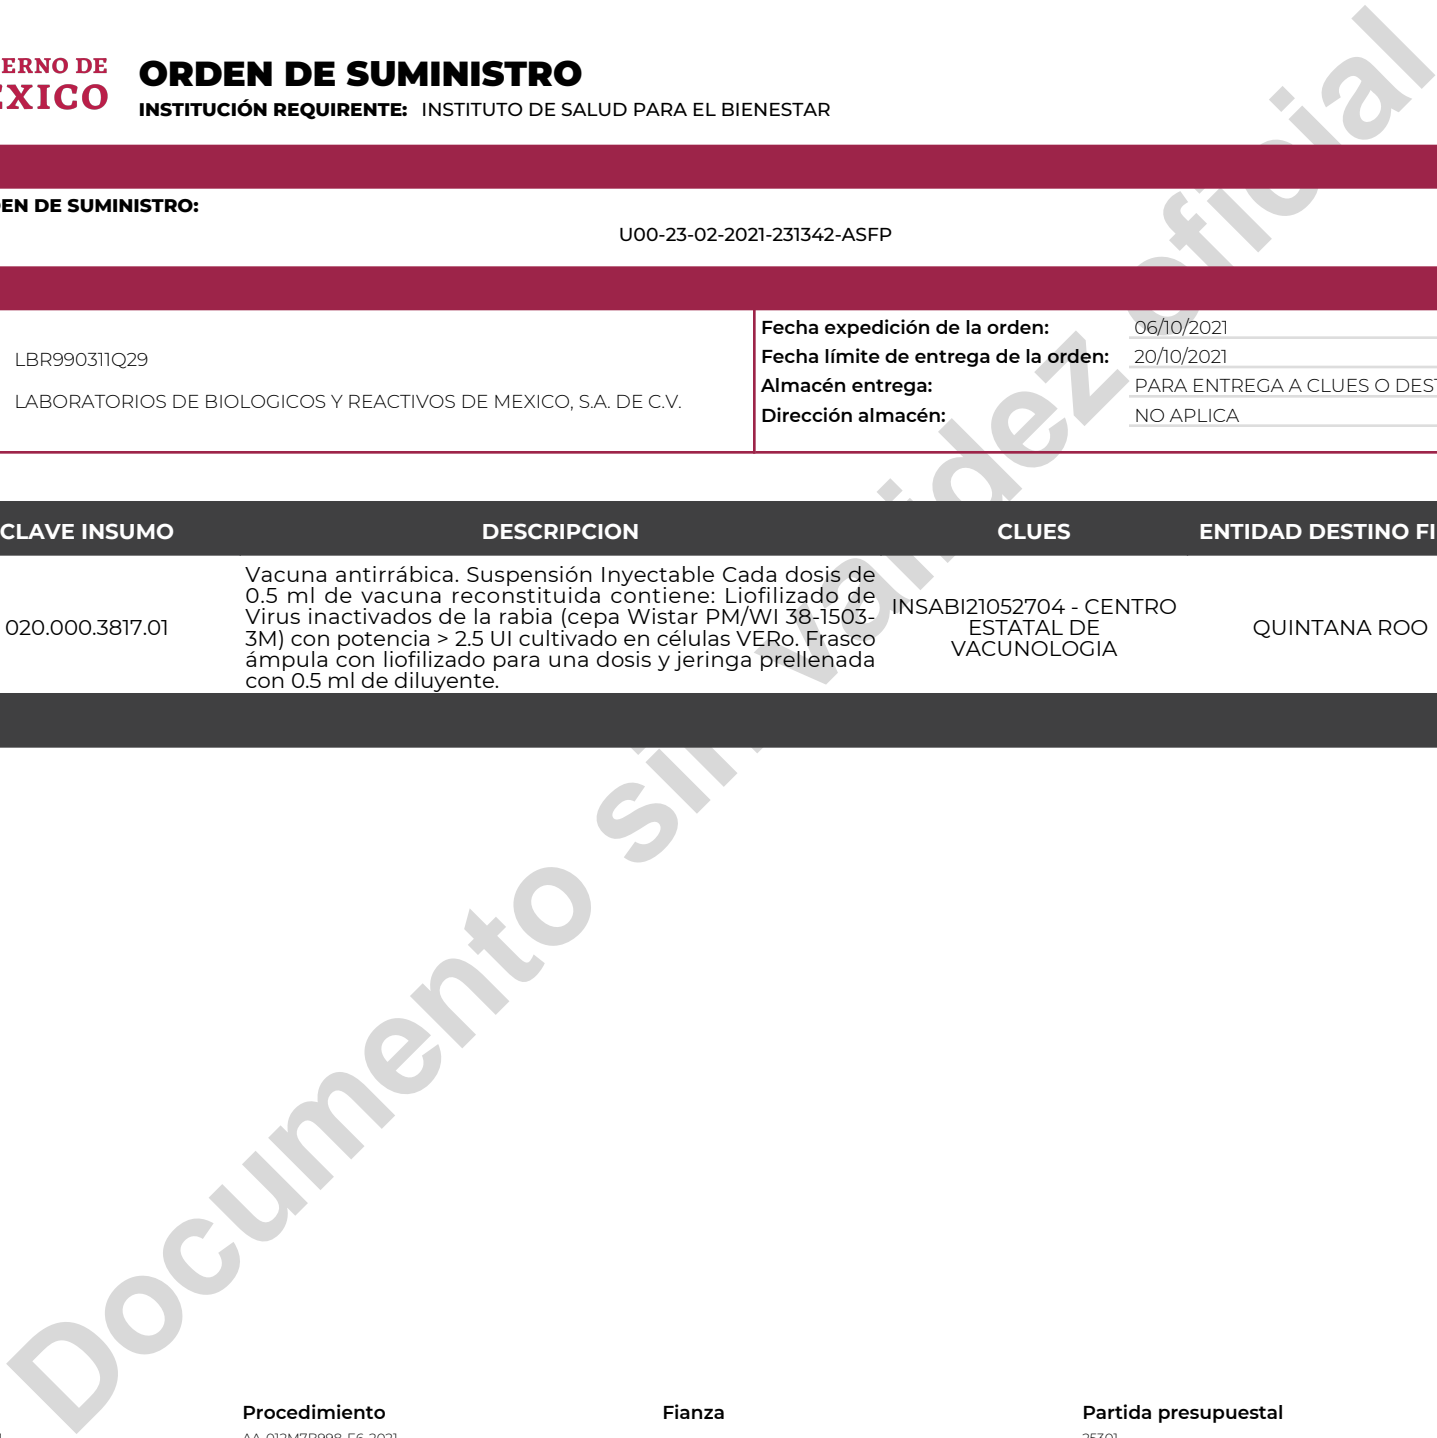 ERNO DE
ÉXICO
ORDEN DE SUMINISTRO
INSTITUCIÓN REQUIRENTE: INSTITUTO DE SALUD PARA EL BIENESTAR
EN DE SUMINISTRO:
U00-23-02-2021-231342-ASFP
LBR990311Q29
LABORATORIOS DE BIOLOGICOS Y REACTIVOS DE MEXICO, S.A. DE C.V.
Fecha expedición de la orden: 06/10/2021
Fecha límite de entrega de la orden: 20/10/2021
Almacén entrega: PARA ENTREGA A CLUES O DEST
Dirección almacén: NO APLICA
CLAVE INSUMO DESCRIPCION CLUES ENTIDAD DESTINO FI
020.000.3817.01
Vacuna antirrábica. Suspensión Inyectable Cada dosis de
0.5 ml de vacuna reconstituida contiene: Liofilizado de
Virus inactivados de la rabia (cepa Wistar PM/WI 38-1503-
3M) con potencia > 2.5 UI cultivado en células VERo. Frasco
ámpula con liofilizado para una dosis y jeringa prellenada
con 0.5 ml de diluyente.
INSABI21052704 - CENTRO
ESTATAL DE
VACUNOLOGIA
QUINTANA ROO
Documento sin validez oficial
Procedimiento Fianza Partida presupuestal